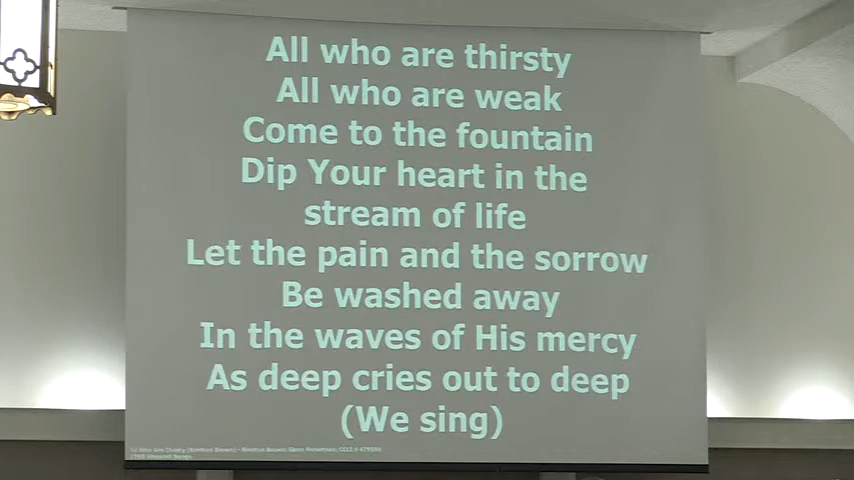 All who are thirsty
All who are weak
Come to the fountain
Dip Your heart in the
stream of life
Let the pain and the sorrow
Be washed away
In the waves of His mercy
As deep cries out to deep
(We sing)